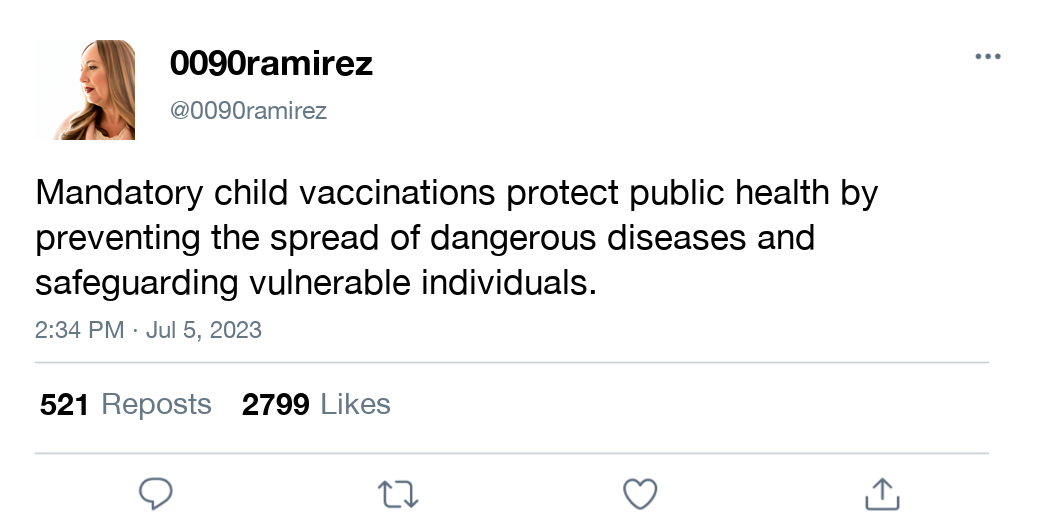 0090ramirez
@0090ramirez
Mandatory child vaccinations protect public health by
preventing the spread of dangerous diseases and
safeguarding vulnerable individuals.
2:34 PM · Jul 5, 2023
521 Reposts 2799 Likes